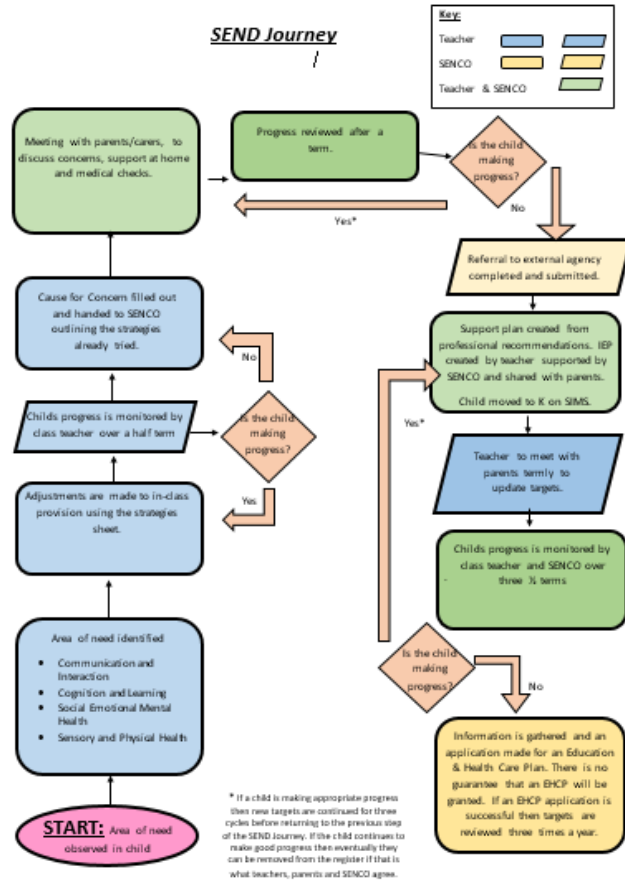 SEND Journey
/
Key:
Teacher
SENCO
Teacher & SENCO
Meeting with parents/carers, to
discuss concerns, support at home
and medical checks.
Progress reviewed after a
term.
Is the child
making
progress?
Yes*
No
Referral to external agency
completed and submitted.
Cause for Concern filled out
and handed to SENCO
outlining the strategies
already tried.
No
Support plan created from
professional recommendations. IEP
created by teacher supported by
SENCO and shared with parents.
Child moved to K on SIMS.
Childs progress is monitored by
class teacher over a half term
Is the child
making
progress?
Yes*
Teacher to meet with
parents termly to
update targets.
Yes
Adjustments are made to in-class
provision using the strategies
sheet.
Childs progress is monitored by
class teacher and SENCO over
three ½ terms
Area of need identified
• Communication and
Interaction
• Cognition and Learning
• Social Emotional Mental
Health
• Sensory and Physical Health
Is the child
making
progress?
No
Information is gathered and an
application made for an Education
& Health Care Plan. There is no
guarantee that an EHCP will be
granted. If an EHCP application is
successful then targets are
reviewed three times a year.
START: Area of need
observed in child
* If a child is making appropriate progress
then new targets are continued for three
cycles before returning to the previous step
of the SEND Journey. If the child continues to
make good progress then eventually they
can be removed from the register if that is
what teachers, parents and SENCO agree.